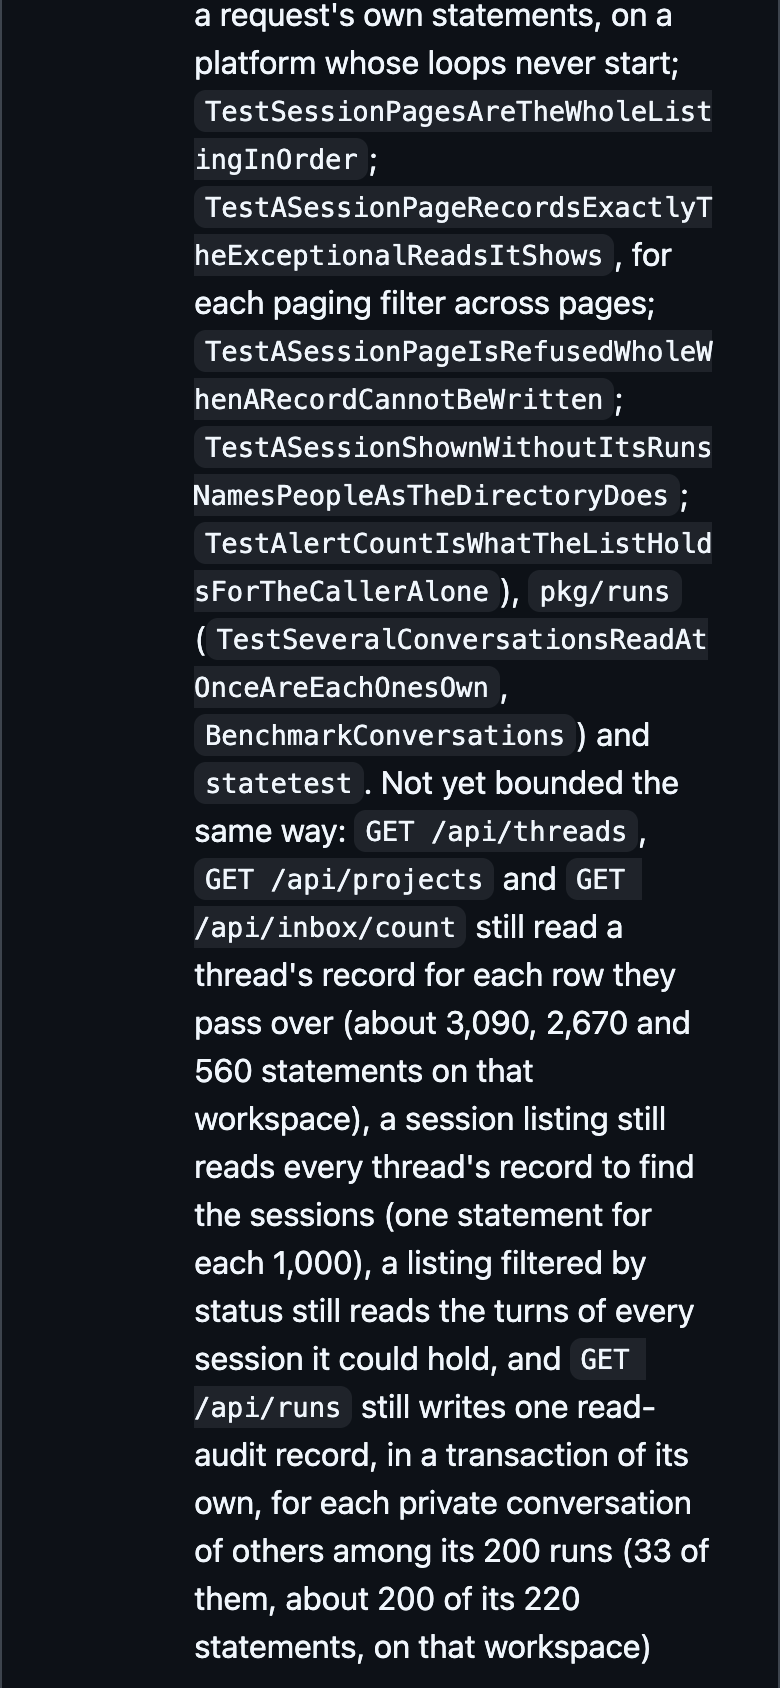 a request's own statements, on a
platform whose loops never start;
TestSessionPagesAreTheWholeList
ingInOrder;
TestASessionPageRecordsExactlyT
heExceptionalReadsItShows, for
each paging filter across pages;
TestASessionPageIsRefusedWholeW
henARecordCannotBeWritten;
TestASessionShownWithoutItsRuns
NamesPeopleAsTheDirectoryDoes;
TestAlertCountIsWhatTheListHold
sForTheCallerAlone), pkg/runs
(TestSeveralConversationsReadAt
OnceAreEachOnesOwn,
BenchmarkConversations) and
statetest. Not yet bounded the
same way: GET /api/threads,
GET /api/projects and GET
/api/inbox/count still read a
thread's record for each row they
pass over (about 3,090, 2,670 and
560 statements on that
workspace), a session listing still
reads every thread's record to find
the sessions (one statement for
each 1,000), a listing filtered by
status still reads the turns of every
session it could hold, and GET
/api/runs still writes one read-
audit record, in a transaction of its
own, for each private conversation
of others among its 200 runs (33 of
them, about 200 of its 220
statements, on that workspace)